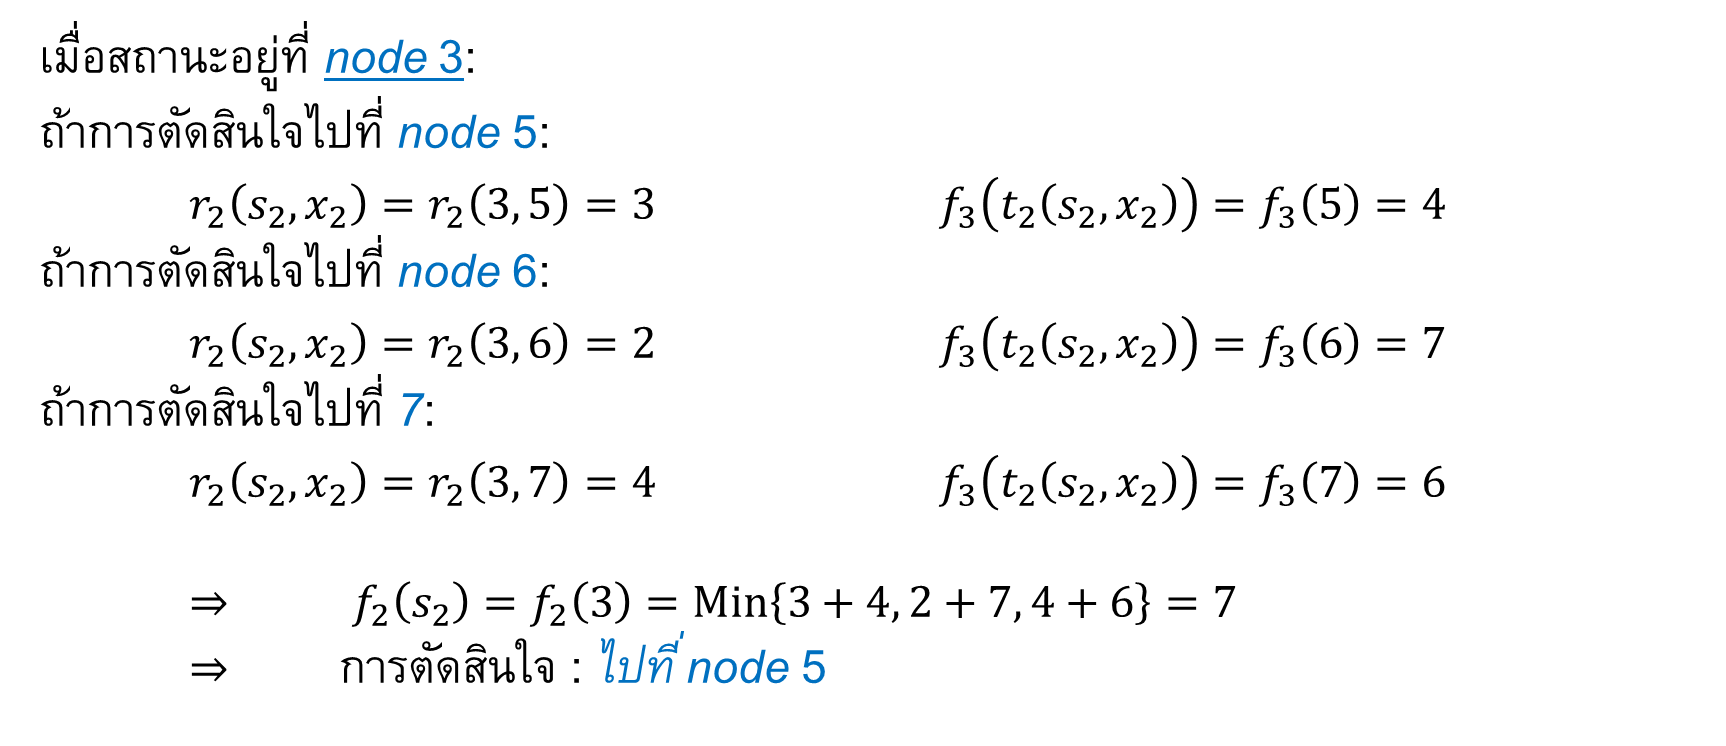 เมื่อสถานะอยู่ที่ node 3:
ถ้าการตัดสินใจไปที่ node 5:
r₂(s₂, x₂) = r₂(3, 5) = 3 f₃(t₂(s₂, x₂)) = f₃(5) = 4
ถ้าการตัดสินใจไปที่ node 6:
r₂(s₂, x₂) = r₂(3, 6) = 2 f₃(t₂(s₂, x₂)) = f₃(6) = 7
ถ้าการตัดสินใจไปที่ 7:
r₂(s₂, x₂) = r₂(3, 7) = 4 f₃(t₂(s₂, x₂)) = f₃(7) = 6
⇒ f₂(s₂) = f₂(3) = Min{3 + 4, 2 + 7, 4 + 6} = 7
⇒ การตัดสินใจ : ไปที่ node 5